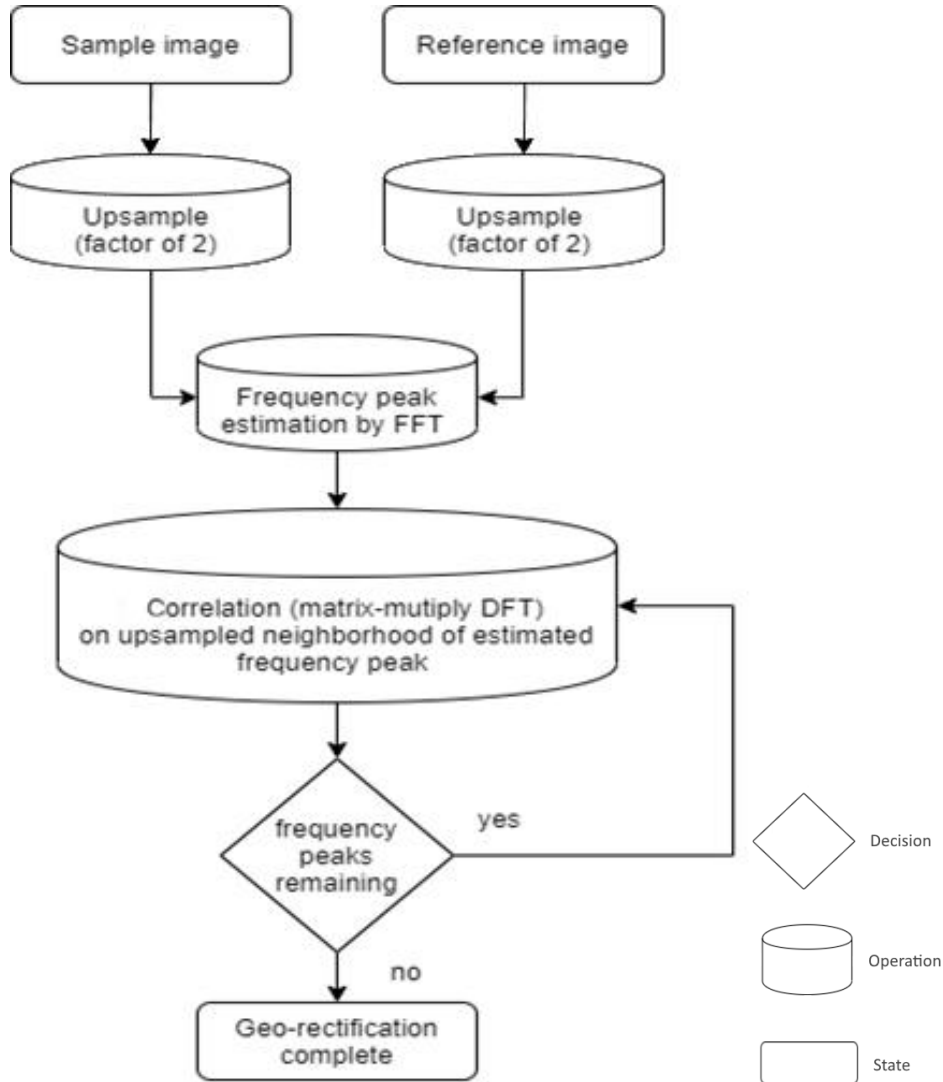 Sample image
Reference image
Upsample
(factor of 2)
Upsample
(factor of 2)
Frequency peak
estimation by FFT
Correlation (matrix-mutiply DFT)
on upsampled neighborhood of estimated
frequency peak
frequency
peaks
remaining
yes
no
Geo-rectification
complete
Decision
Operation
State